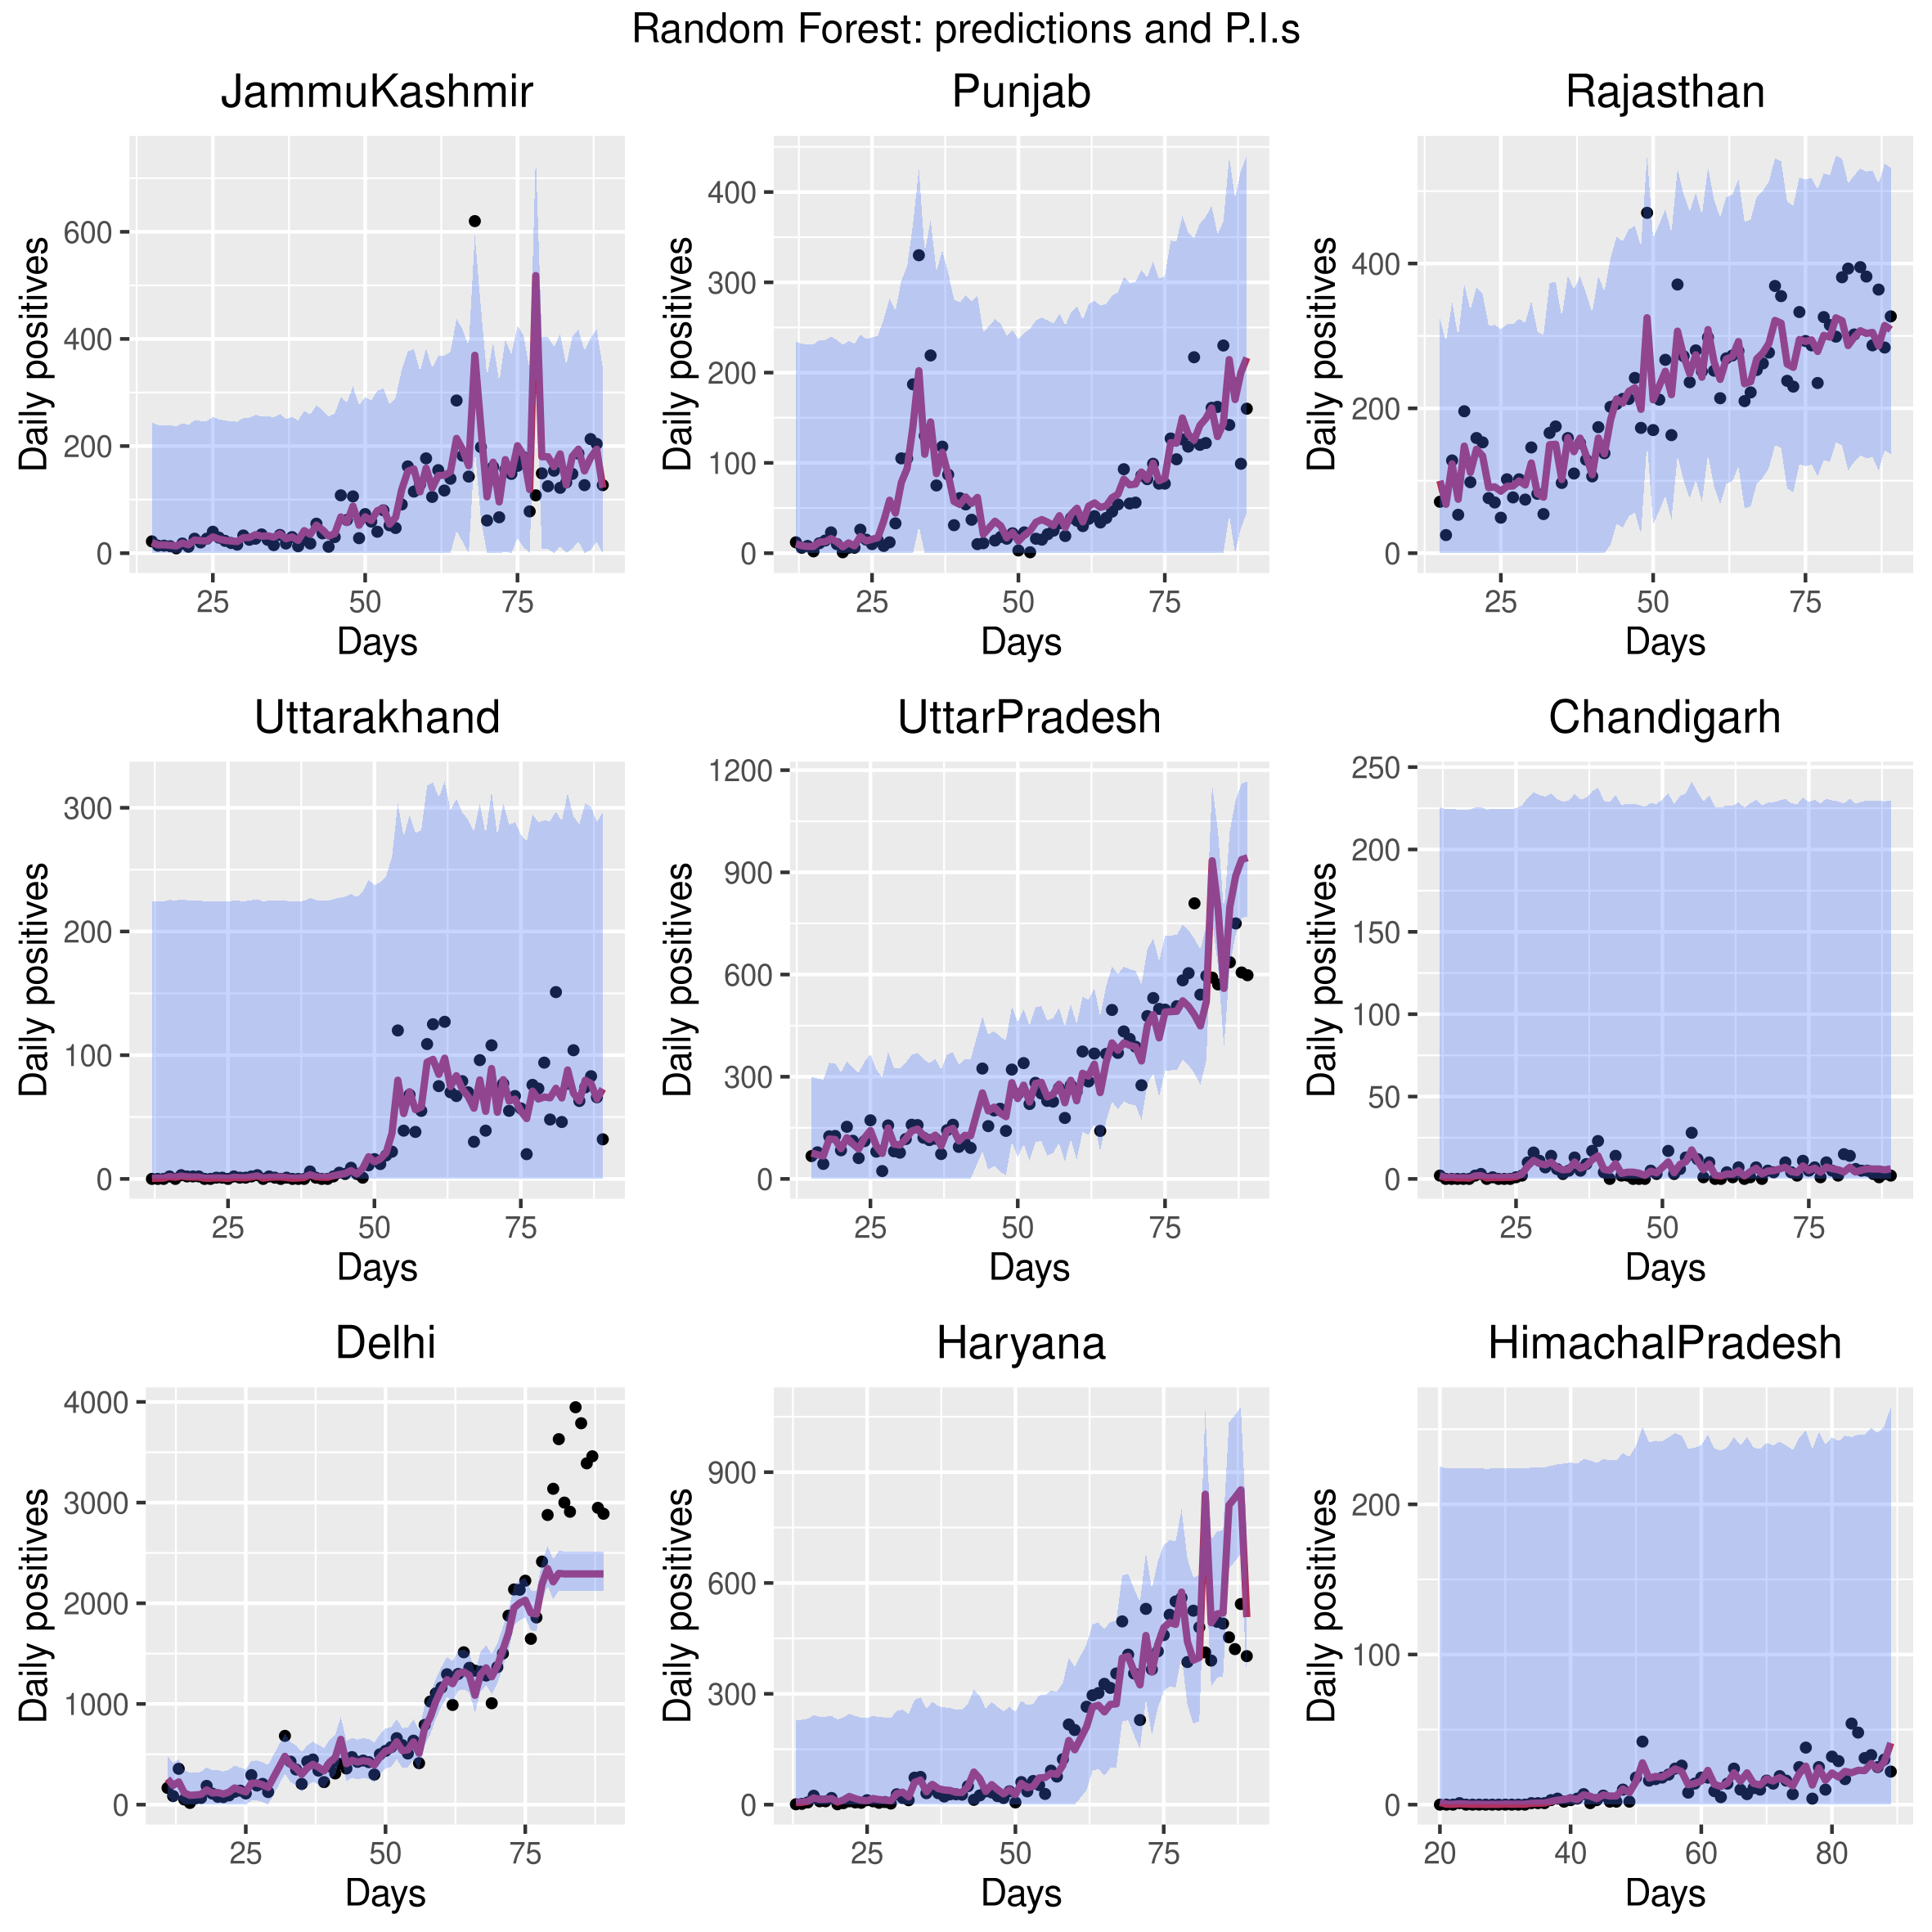 Random Forest: predictions and P.I.s
JammuKashmir
Daily positives
600
400
200
0
25 50 75
Days
Punjab
Daily positives
400
300
200
100
0
25 50 75
Days
Rajasthan
Daily positives
400
200
0
25 50 75
Days
Uttarakhand
Daily positives
300
200
100
0
25 50 75
Days
UttarPradesh
Daily positives
1200
900
600
300
0
25 50 75
Days
Chandigarh
Daily positives
250
200
150
100
50
0
25 50 75
Days
Delhi
Daily positives
4000
3000
2000
1000
0
25 50 75
Days
Haryana
Daily positives
900
600
300
0
25 50 75
Days
HimachalPradesh
Daily positives
200
100
0
20 40 60 80
Days